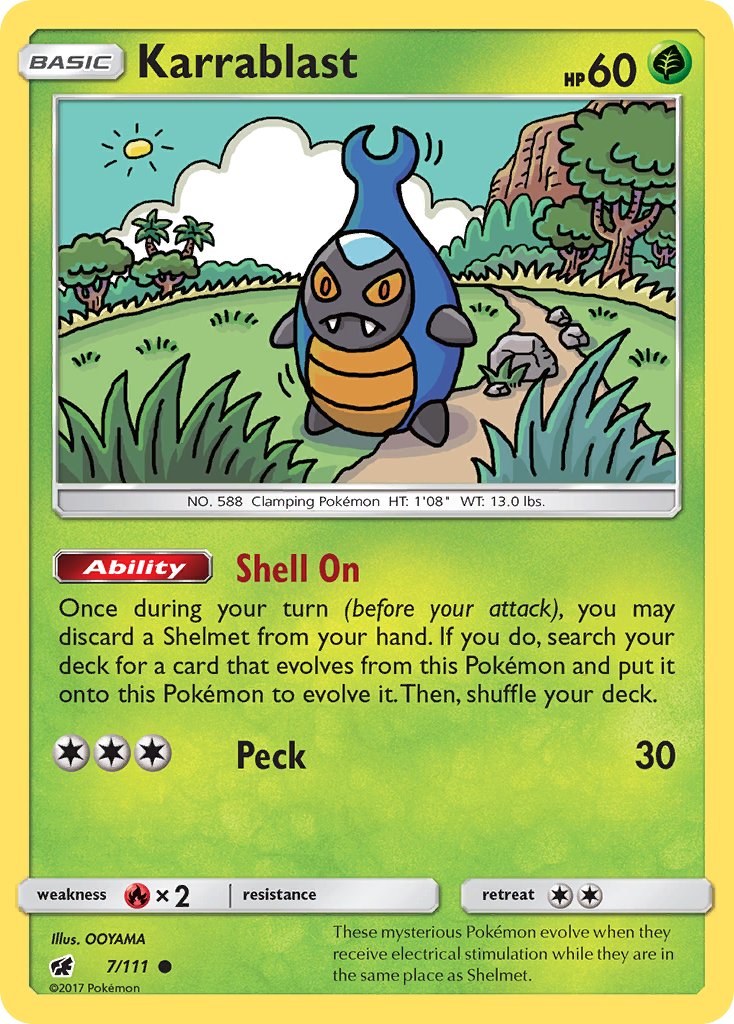 BASIC Karrablast HP60
NO. 588 Clamping Pokémon HT: 1'08" WT: 13.0 lbs.
Ability Shell On
Once during your turn (before your attack), you may
discard a Shelmet from your hand. If you do, search your
deck for a card that evolves from this Pokémon and put it
onto this Pokémon to evolve it. Then, shuffle your deck.
Peck 30
weakness × 2 resistance retreat
Illus. OOYAMA
7/111
©2017 Pokémon
These mysterious Pokémon evolve when they
receive electrical stimulation while they are in
the same place as Shelmet.